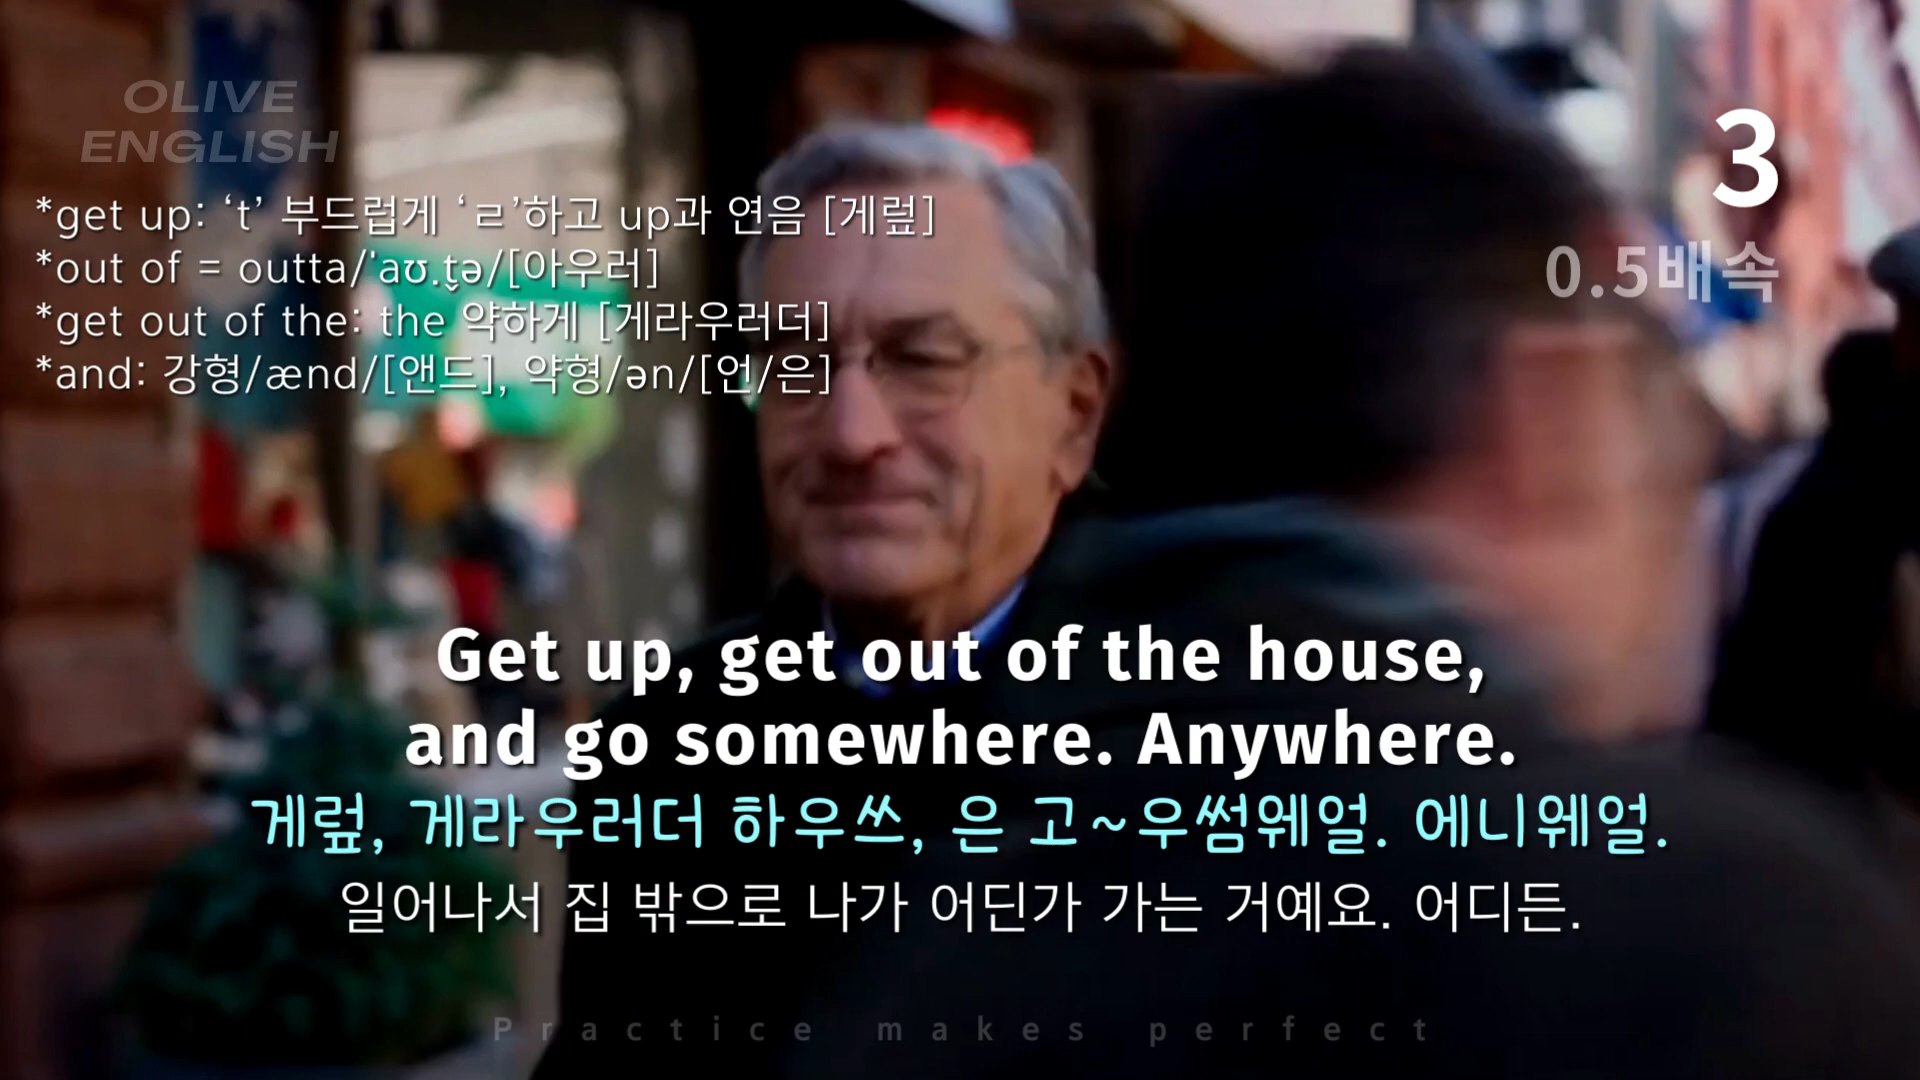 OLIVE
ENGLISH
3
0.5배속
*get up: ‘t’ 부드럽게 ‘ㄹ’하고 up과 연음 [게렆]
*out of = outta/ˈaʊ.t̬ə/[아우러]
*get out of the: the 약하게 [게라우러더]
*and: 강형/ænd/[앤드], 약형/ən/[언/은]
Get up, get out of the house,
and go somewhere. Anywhere.
게렆, 게라우러더 하우쓰, 은 고~우썸웨얼. 에니웨얼.
일어나서 집 밖으로 나가 어딘가 가는 거예요. 어디든.
Practice makes perfect